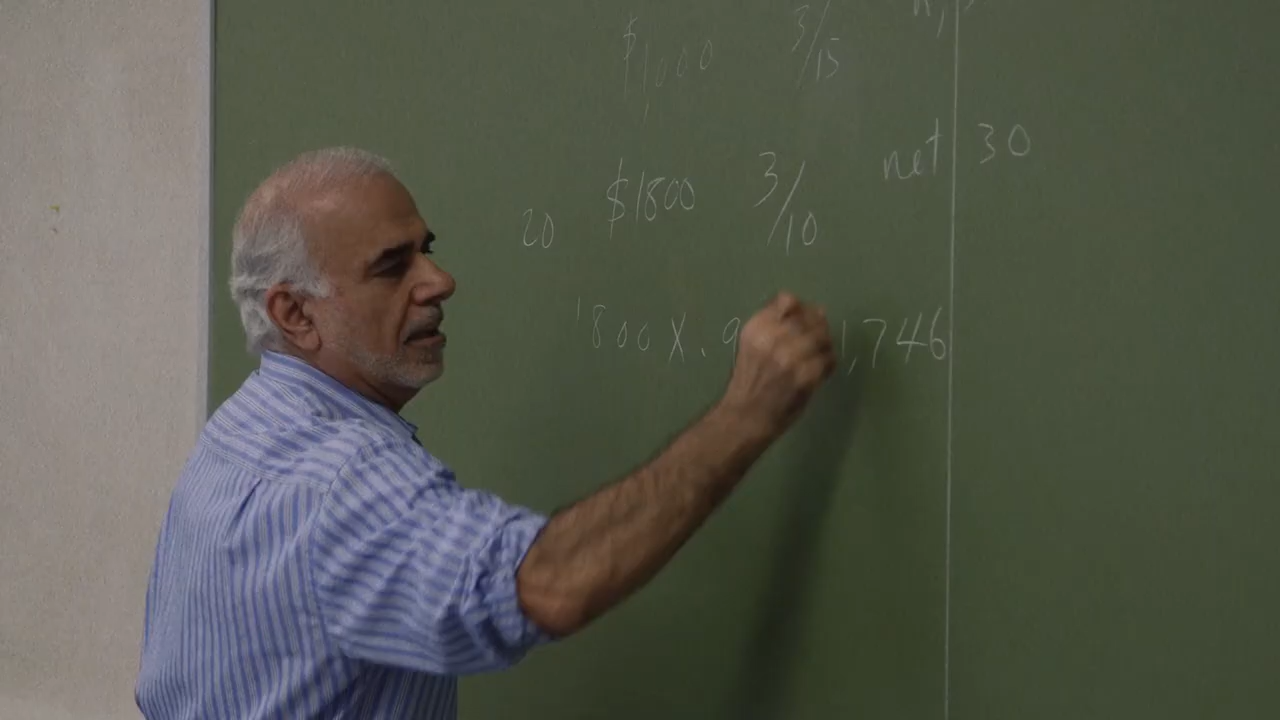 $1000 3/15
net 30
20 $1800 3/10
1800 X .9 1,746